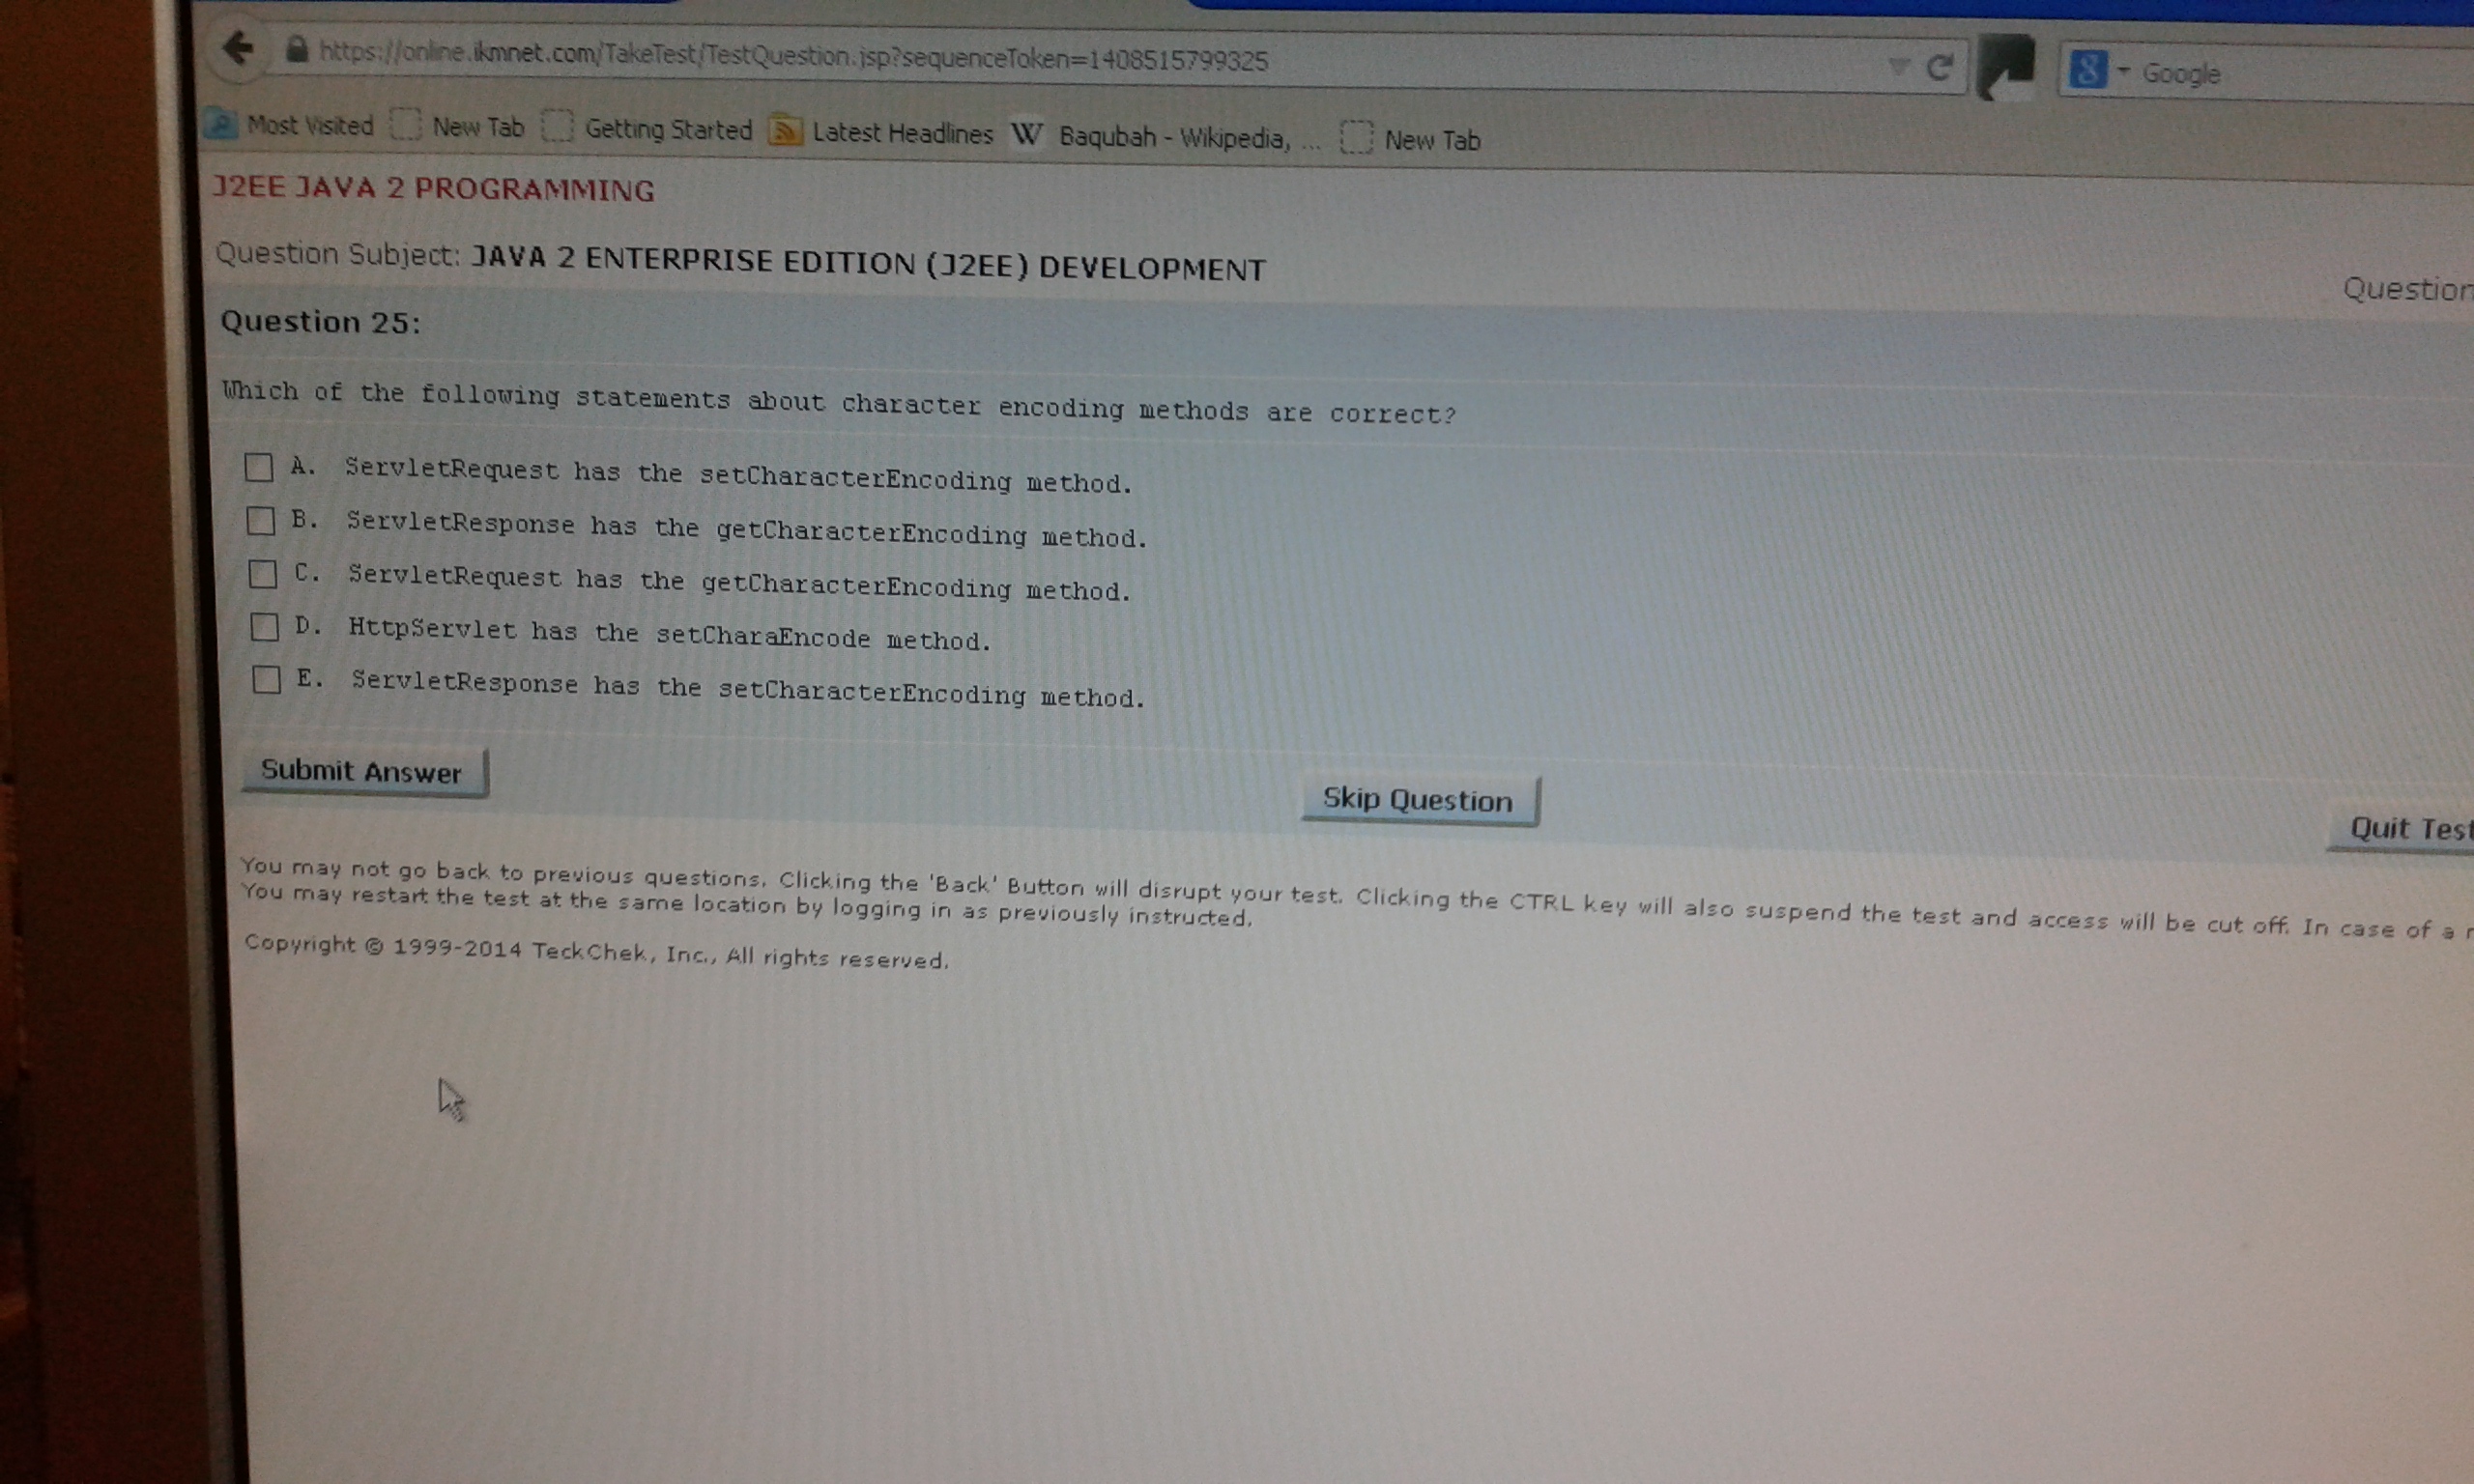 https://online.ikmnet.com/TakeTest/TestQuestion.jsp?sequenceToken=1408515799325
8 Google
Most Visited New Tab Getting Started Latest Headlines W Baqubah - Wikipedia, ... New Tab
J2EE JAVA 2 PROGRAMMING
Question Subject: JAVA 2 ENTERPRISE EDITION (J2EE) DEVELOPMENT
Question
Question 25:
Which of the following statements about character encoding methods are correct?
A. ServletRequest has the setCharacterEncoding method.
B. ServletResponse has the getCharacterEncoding method.
C. ServletRequest has the getCharacterEncoding method.
D. HttpServlet has the setCharaEncode method.
E. ServletResponse has the setCharacterEncoding method.
Submit Answer
Skip Question
Quit Test
You may not go back to previous questions. Clicking the 'Back' Button will disrupt your test. Clicking the CTRL key will also suspend the test and access will be cut off. In case of a
You may restart the test at the same location by logging in as previously instructed.
Copyright © 1999-2014 TeckChek, Inc., All rights reserved.